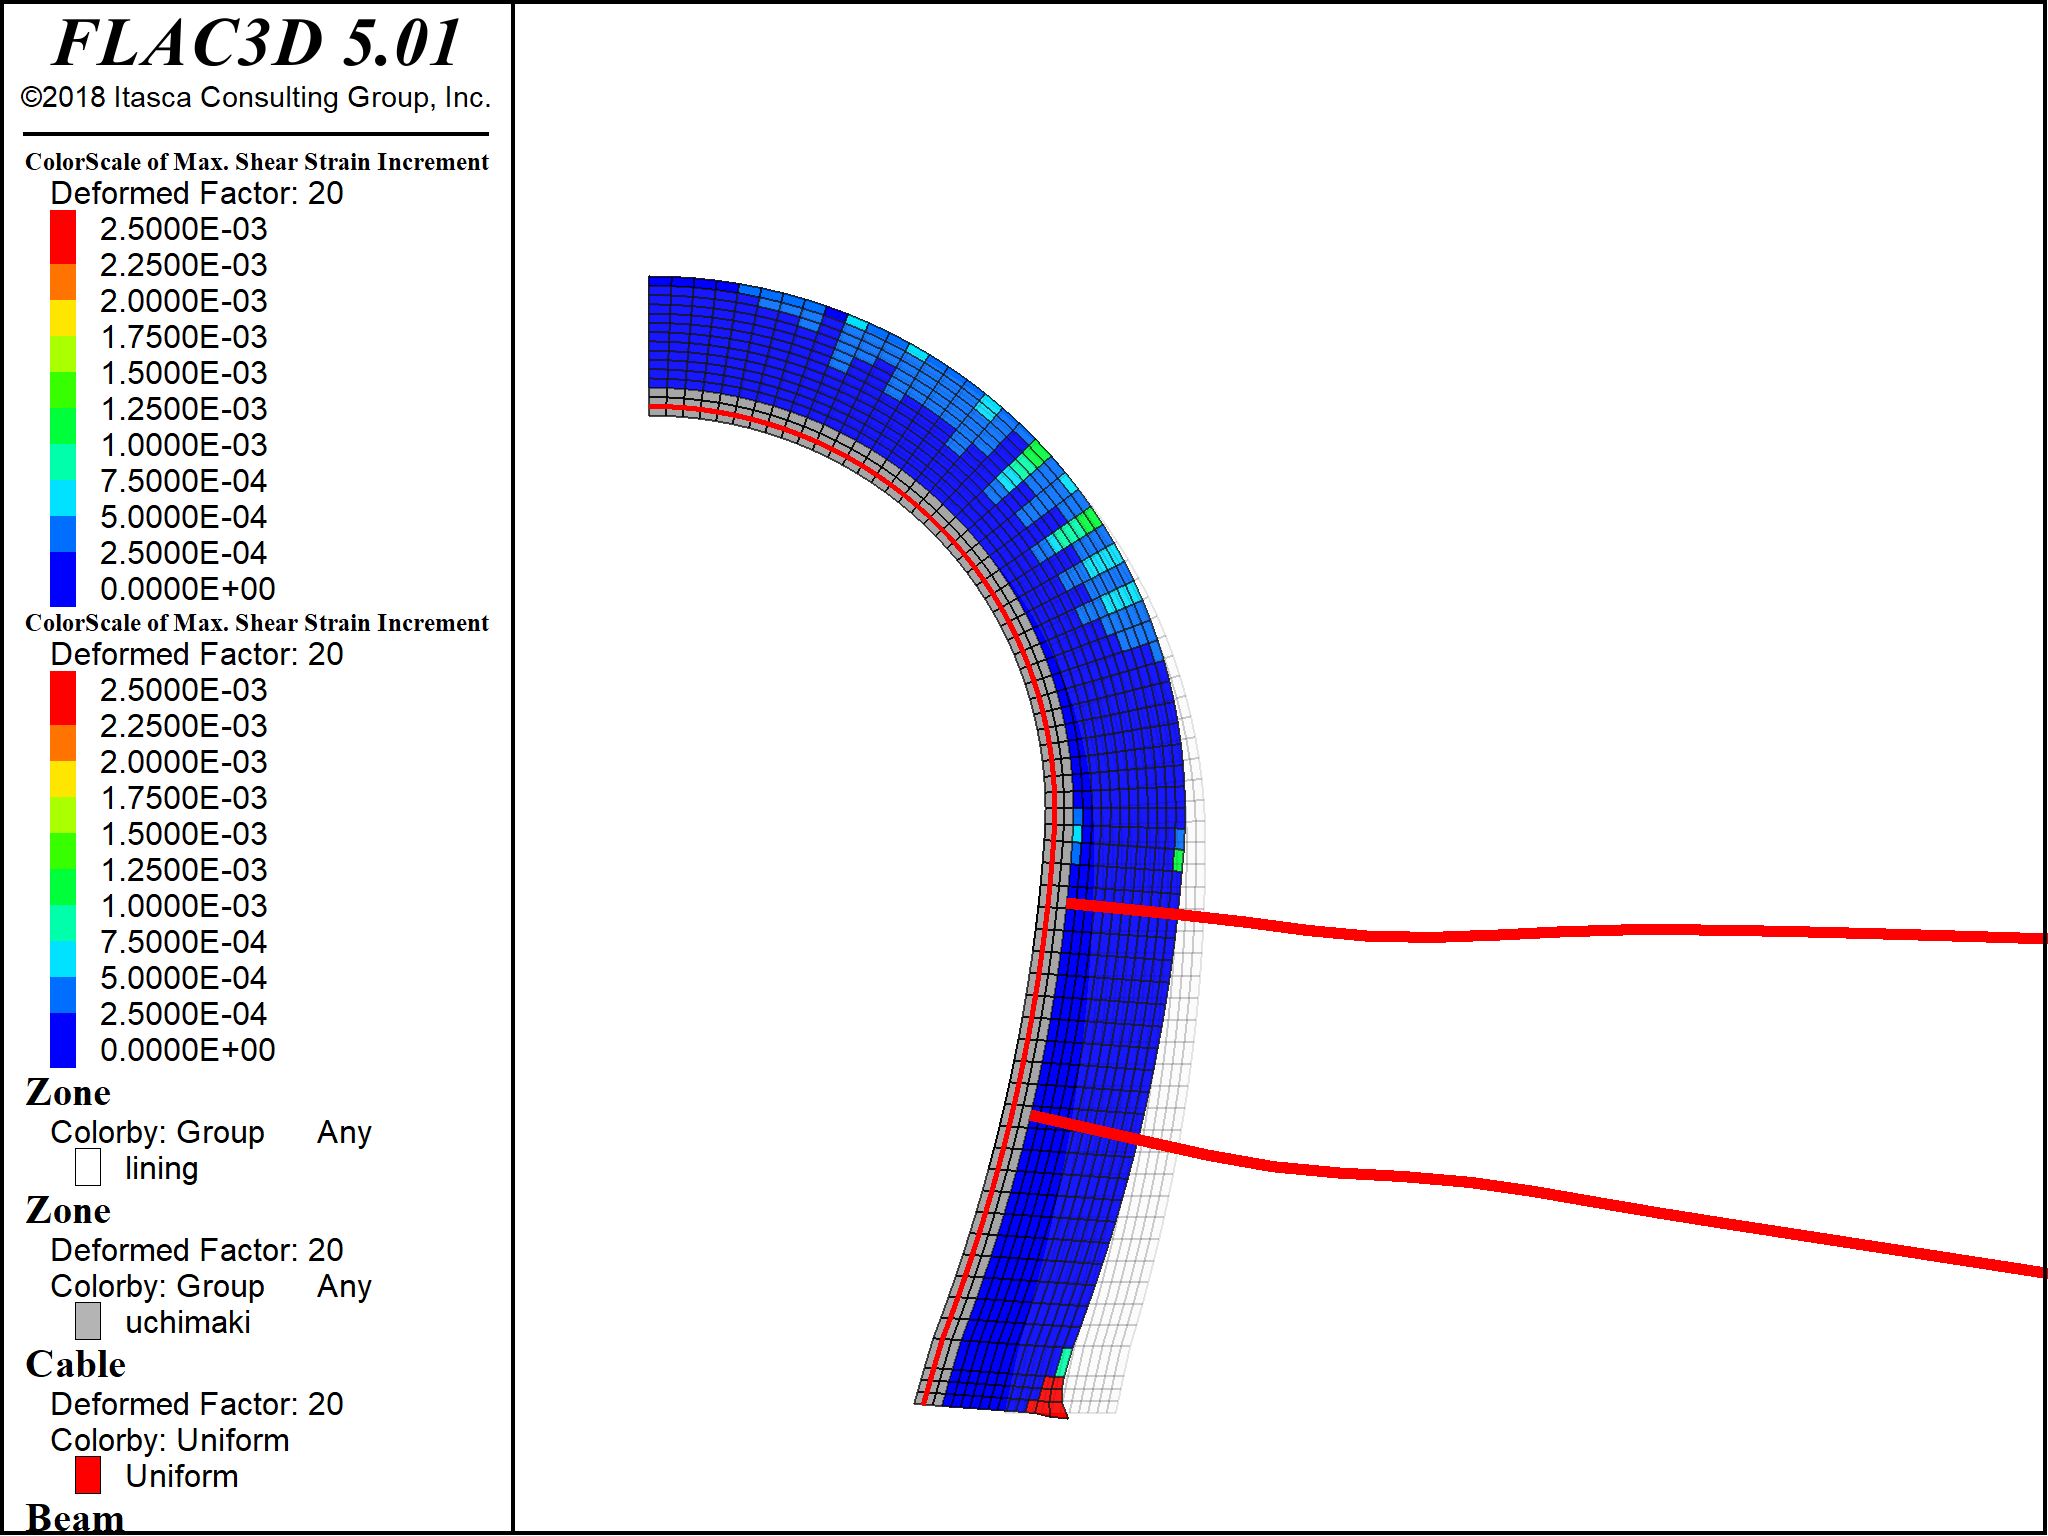 FLAC3D 5.01
©2018 Itasca Consulting Group, Inc.
ColorScale of Max. Shear Strain Increment
Deformed Factor: 20
2.5000E-03
2.2500E-03
2.0000E-03
1.7500E-03
1.5000E-03
1.2500E-03
1.0000E-03
7.5000E-04
5.0000E-04
2.5000E-04
0.0000E+00
ColorScale of Max. Shear Strain Increment
Deformed Factor: 20
2.5000E-03
2.2500E-03
2.0000E-03
1.7500E-03
1.5000E-03
1.2500E-03
1.0000E-03
7.5000E-04
5.0000E-04
2.5000E-04
0.0000E+00
Zone
Colorby: Group Any
lining
Zone
Deformed Factor: 20
Colorby: Group Any
uchimaki
Cable
Deformed Factor: 20
Colorby: Uniform
Uniform
Beam